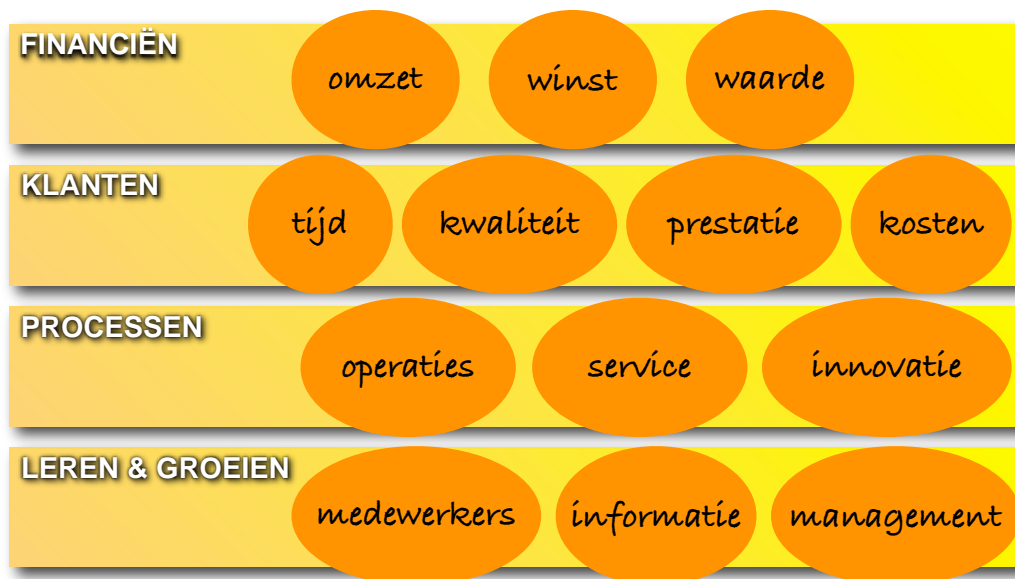 FINANCIËN
omzet winst waarde
KLANTEN
tijd kwaliteit prestatie kosten
PROCESSEN
operaties service innovatie
LEREN & GROEIEN
medewerkers informatie management